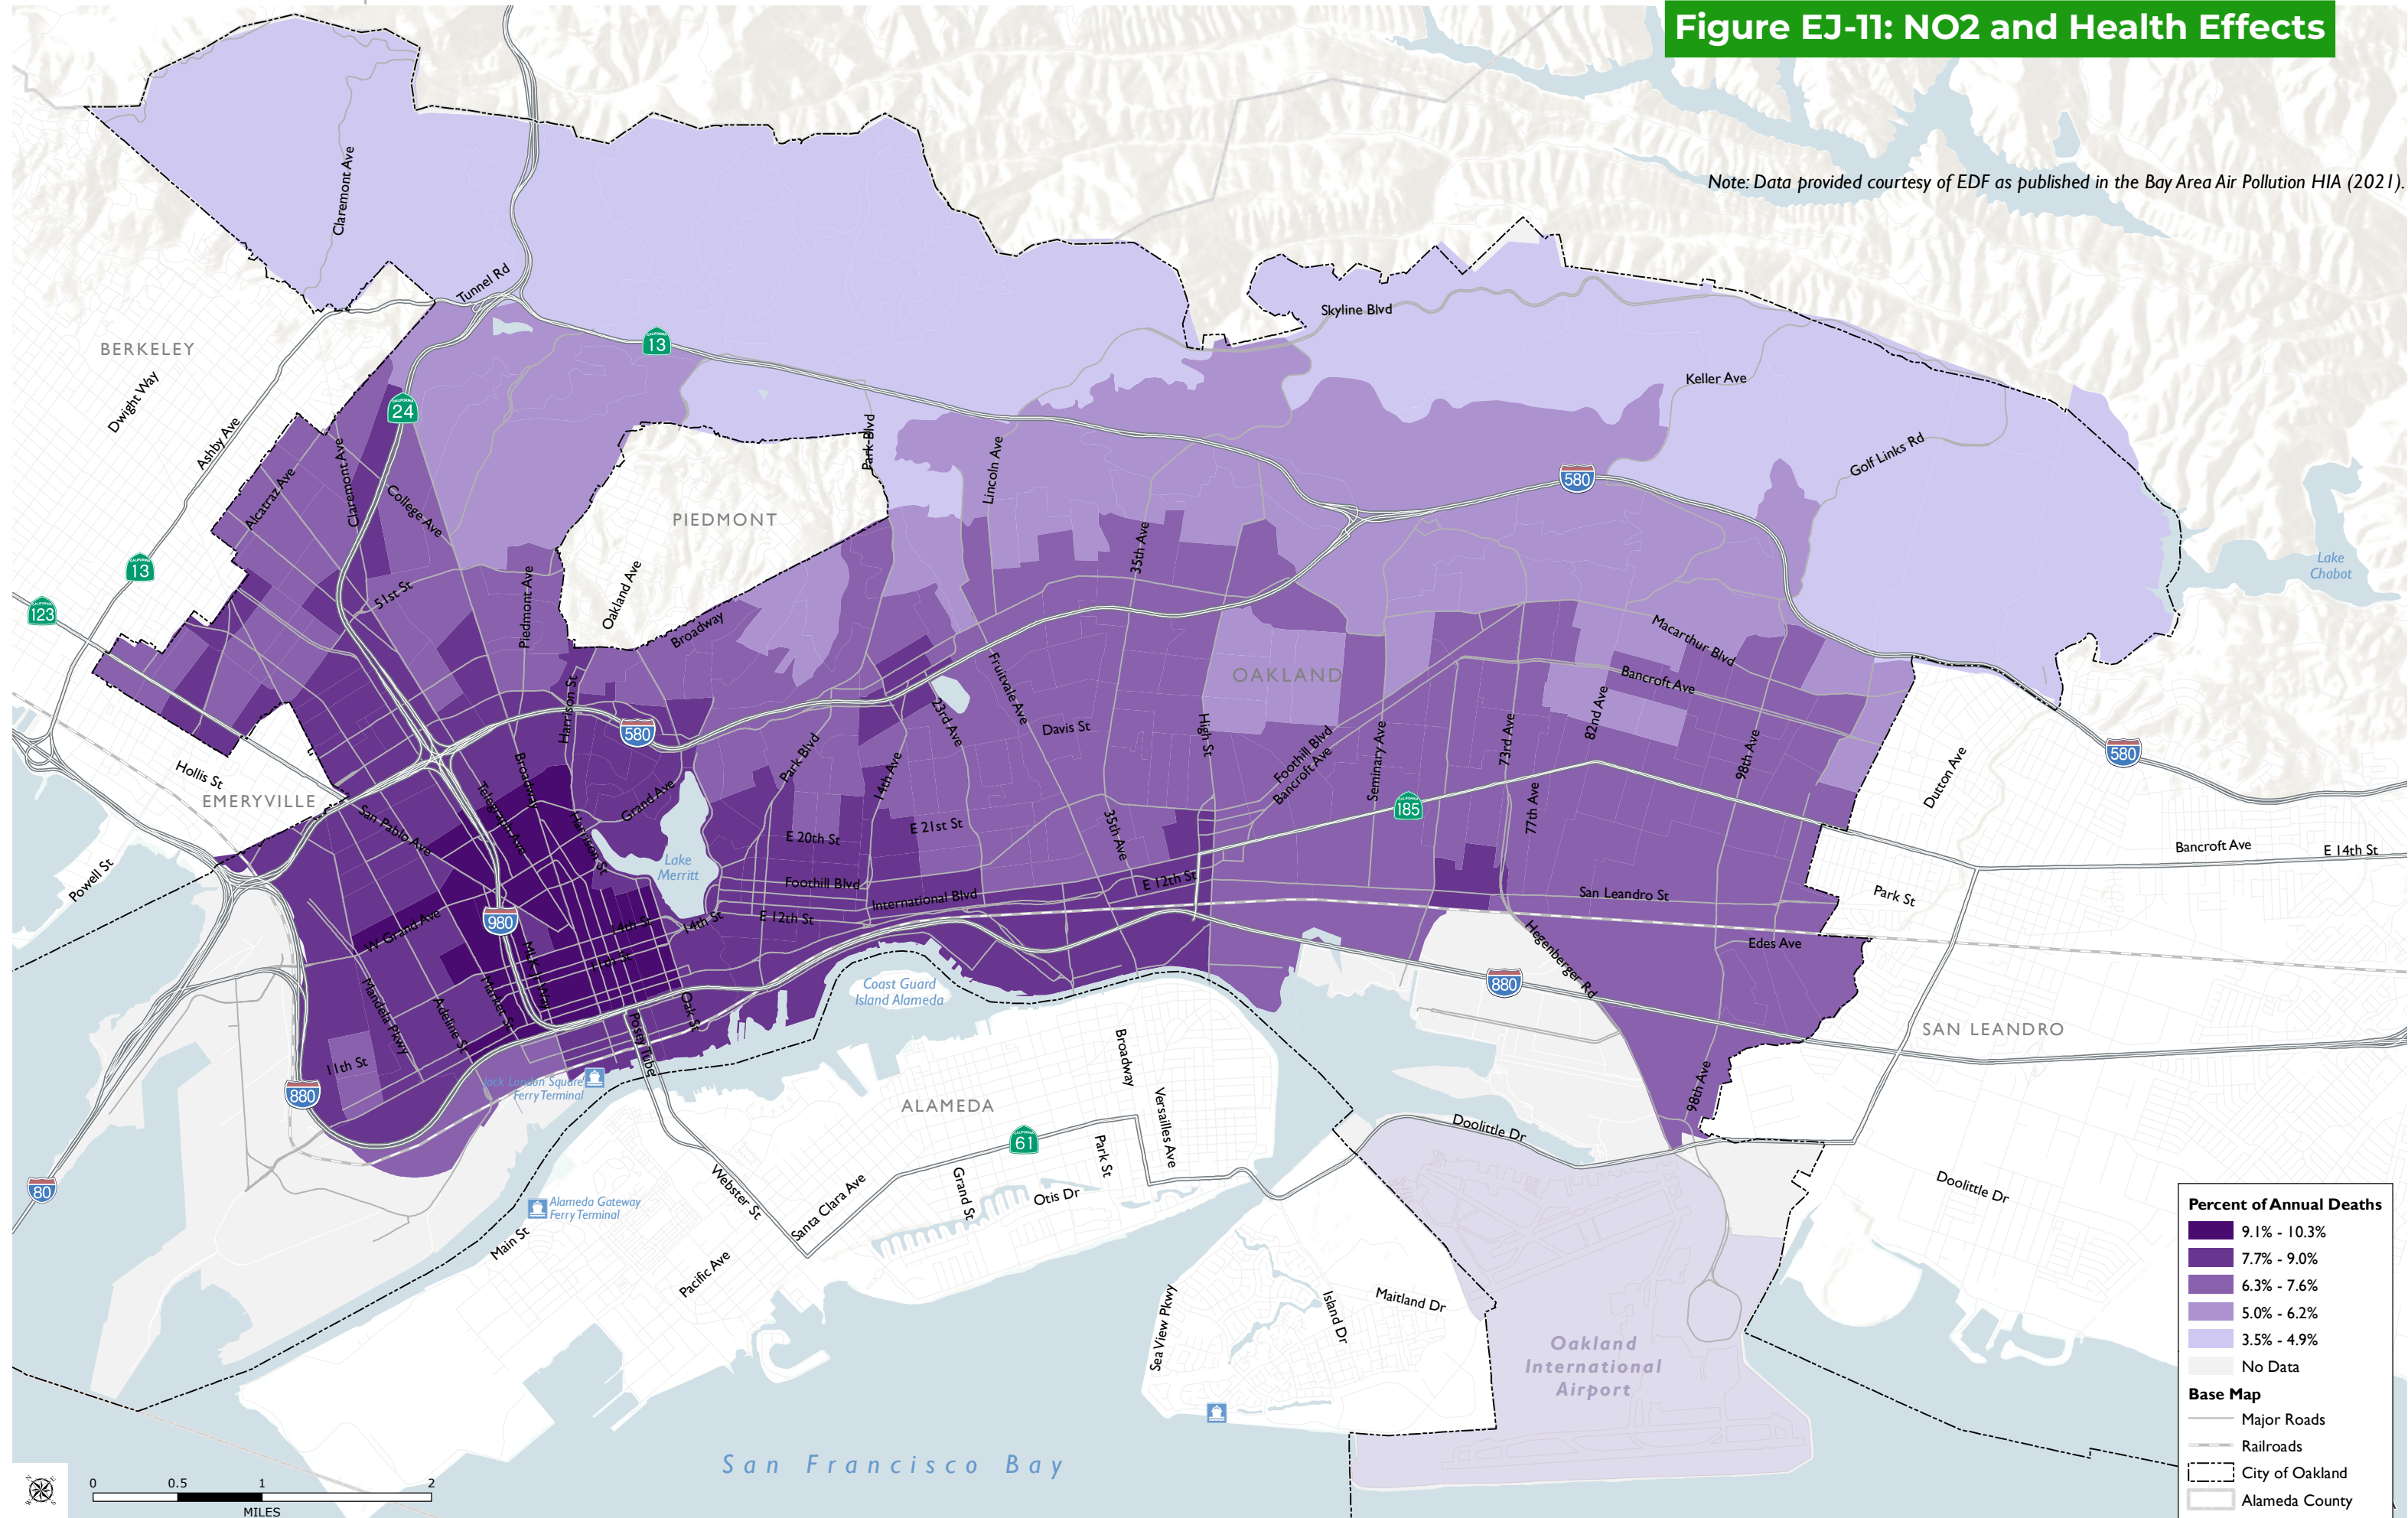 Figure EJ-11: NO2 and Health Effects
Note: Data provided courtesy of EDF as published in the Bay Area Air Pollution HIA (2021).
Claremont Ave
Tunnel Rd
Skyline Blvd
BERKELEY
13
Dwight Way
24
Keller Ave
Ashby Ave
Claremont Ave
Park Blvd
Lincoln Ave
Golf Links Rd
Alcatraz Ave
College Ave
580
PIEDMONT
35th Ave
Lake
Chabot
13
123
51st St
Piedmont Ave
Oakland Ave
Broadway
Macarthur Blvd
OAKLAND
Bancroft Ave
Harrison St
Fruitvale Ave
23rd Ave
Davis St
High St
82nd Ave
580
Foothill Blvd
Bancroft Ave
Seminary Ave
73rd Ave
98th Ave
580
Hollis St
EMERYVILLE
Broadway
Telegraph Ave
Grand Ave
Park Blvd
14th Ave
185
77th Ave
Dutton Ave
San Pablo Ave
Harrison St
E 20th St
E 21st St
35th Ave
Bancroft Ave
E 14th St
Lake
Merritt
Powell St
Foothill Blvd
International Blvd
E 12th St
San Leandro St
Park St
W Grand Ave
980
14th St
14th St
E 12th St
Edes Ave
MLK Jr Way
11th St
Hegenberger Rd
Coast Guard
Island Alameda
880
Mandela Pkwy
Adeline St
Market St
Oak St
Posey Tube
SAN LEANDRO
11th St
880
Jack London Square
Ferry Terminal
ALAMEDA
Broadway
Versailles Ave
98th Ave
61
Doolittle Dr
Park St
80
Alameda Gateway
Ferry Terminal
Main St
Webster St
Santa Clara Ave
Grand St
Otis Dr
Doolittle Dr
Pacific Ave
Sea View Pkwy
Island Dr
Maitland Dr
Oakland
International
Airport
San Francisco Bay
Percent of Annual Deaths
9.1% - 10.3%
7.7% - 9.0%
6.3% - 7.6%
5.0% - 6.2%
3.5% - 4.9%
No Data
Base Map
Major Roads
Railroads
City of Oakland
Alameda County
0 0.5 1 2
MILES